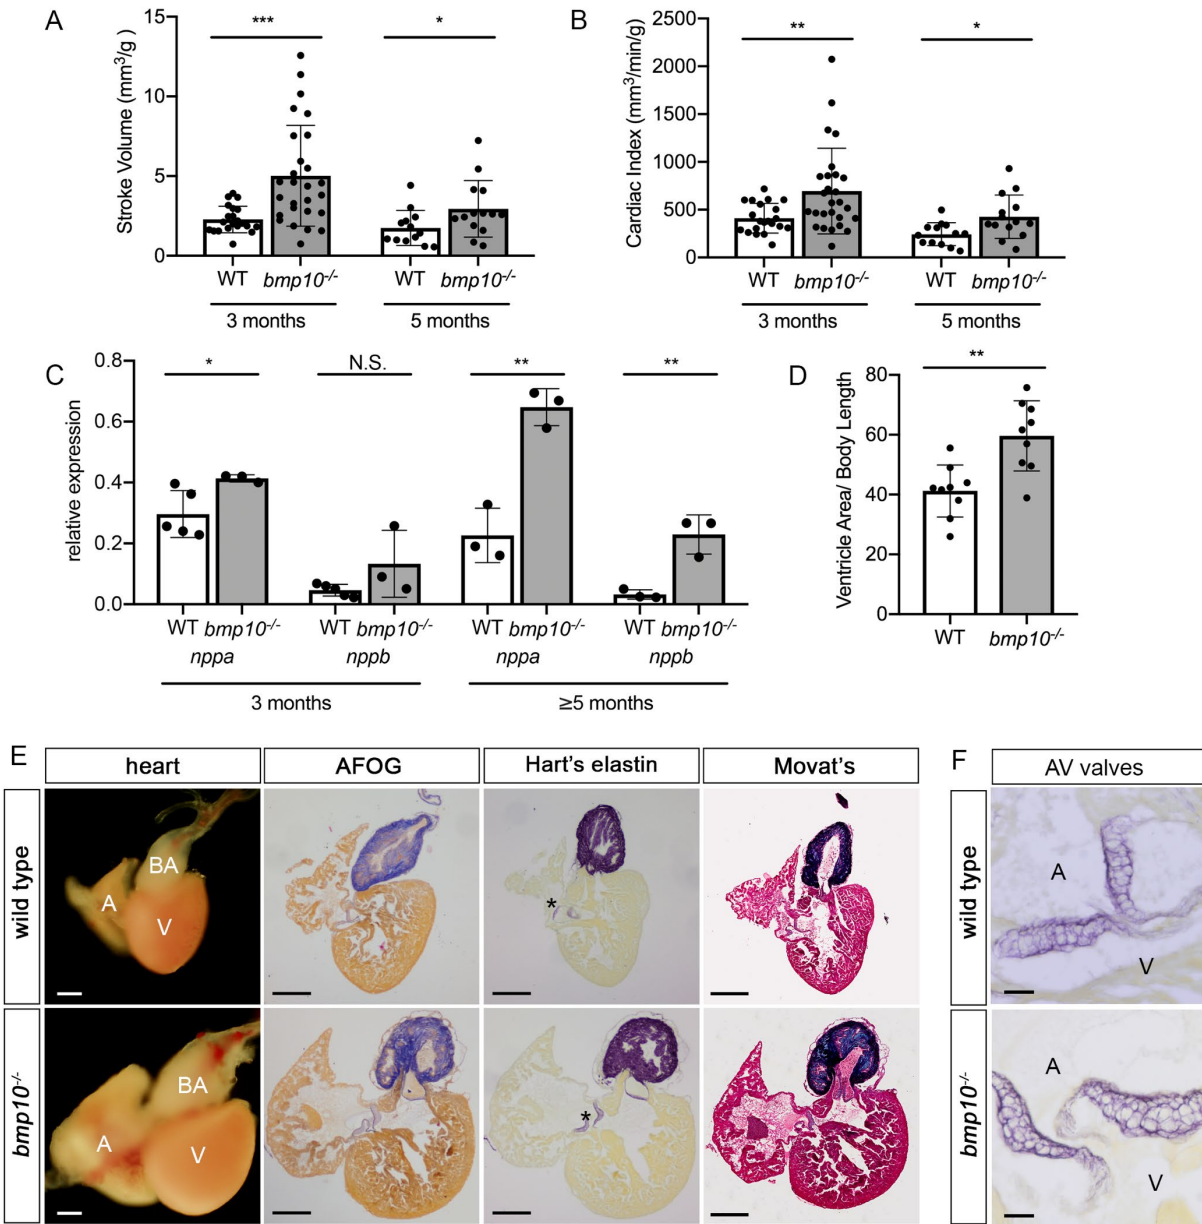 A
Stroke Volume (mm³/g )
15
10
5
0
***
*
WT bmp10-/- WT bmp10-/-
3 months 5 months
B
Cardiac Index (mm³/min/g)
2500
2000
1500
1000
500
0
**
*
WT bmp10-/- WT bmp10-/-
3 months 5 months
C
relative expression
0.8
0.6
0.4
0.2
0.0
* N.S. ** **
WT bmp10-/- WT bmp10-/- WT bmp10-/- WT bmp10-/-
nppa nppb nppa nppb
3 months ≥5 months
D
Ventricle Area/ Body Length
80
60
40
20
0
**
WT bmp10-/-
E
heart AFOG Hart's elastin Movat's
wild type
BA
A
V
*
bmp10-/-
BA
A
V
*
F
AV valves
wild type
A
V
bmp10-/-
A
V